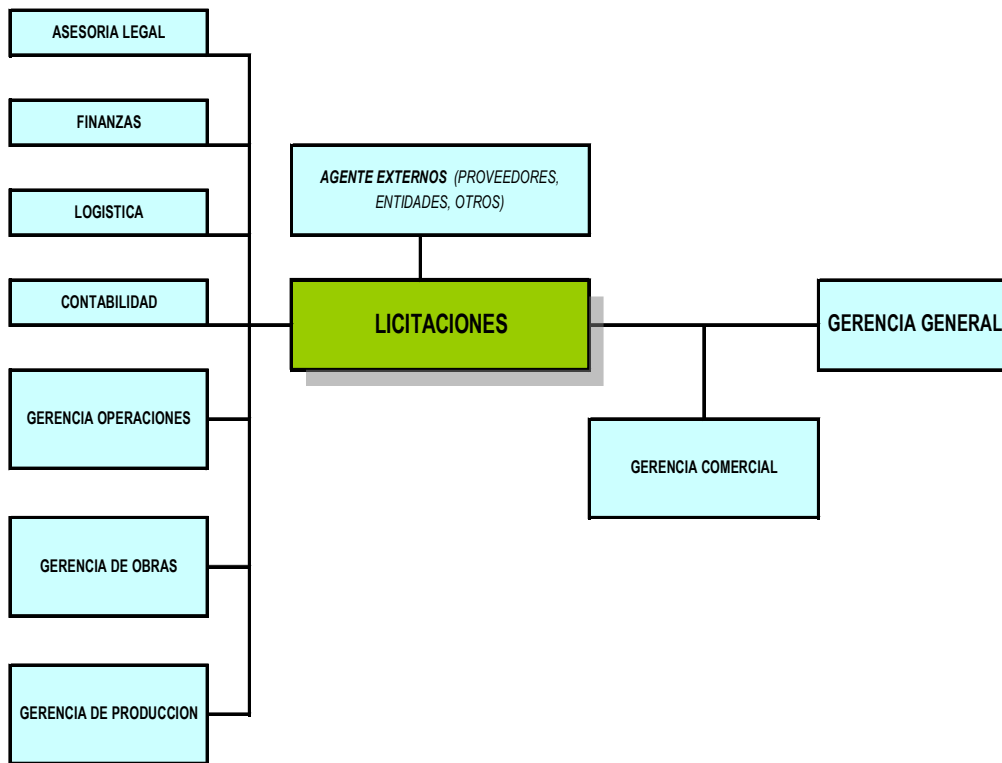 ASESORIA LEGAL
FINANZAS
LOGISTICA
CONTABILIDAD
GERENCIA OPERACIONES
GERENCIA DE OBRAS
GERENCIA DE PRODUCCION
AGENTE EXTERNOS (PROVEEDORES,
ENTIDADES, OTROS)
LICITACIONES
GERENCIA COMERCIAL
GERENCIA GENERAL